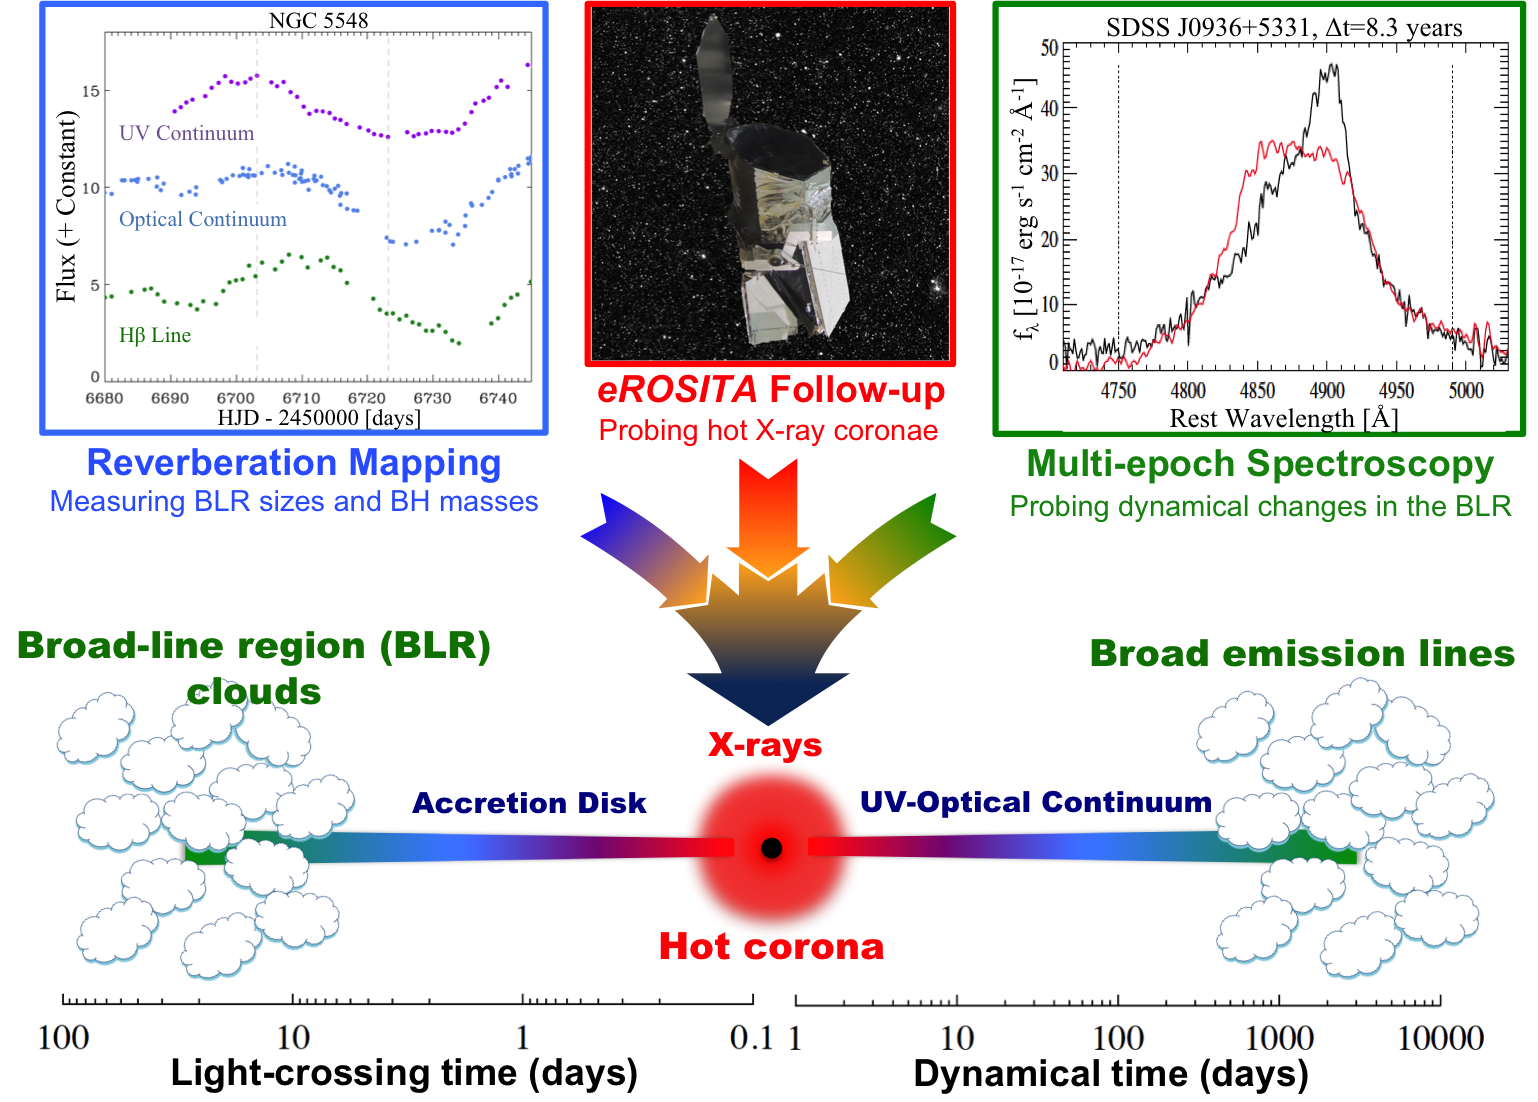 NGC 5548
Flux (+ Constant)
15
10
5
0
UV Continuum
Optical Continuum
Hβ Line
6680 6690 6700 6710 6720 6730 6740
HJD - 2450000 [days]
Reverberation Mapping
Measuring BLR sizes and BH masses
eROSITA Follow-up
Probing hot X-ray coronae
SDSS J0936+5331, Δt=8.3 years
fλ [10-17 erg s-1 cm-2 Å-1]
50
40
30
20
10
0
4750 4800 4850 4900 4950 5000
Rest Wavelength [Å]
Multi-epoch Spectroscopy
Probing dynamical changes in the BLR
Broad-line region (BLR)
clouds
Broad emission lines
X-rays
Accretion Disk
UV-Optical Continuum
Hot corona
100 10 1 0.1
Light-crossing time (days)
1 10 100 1000 10000
Dynamical time (days)